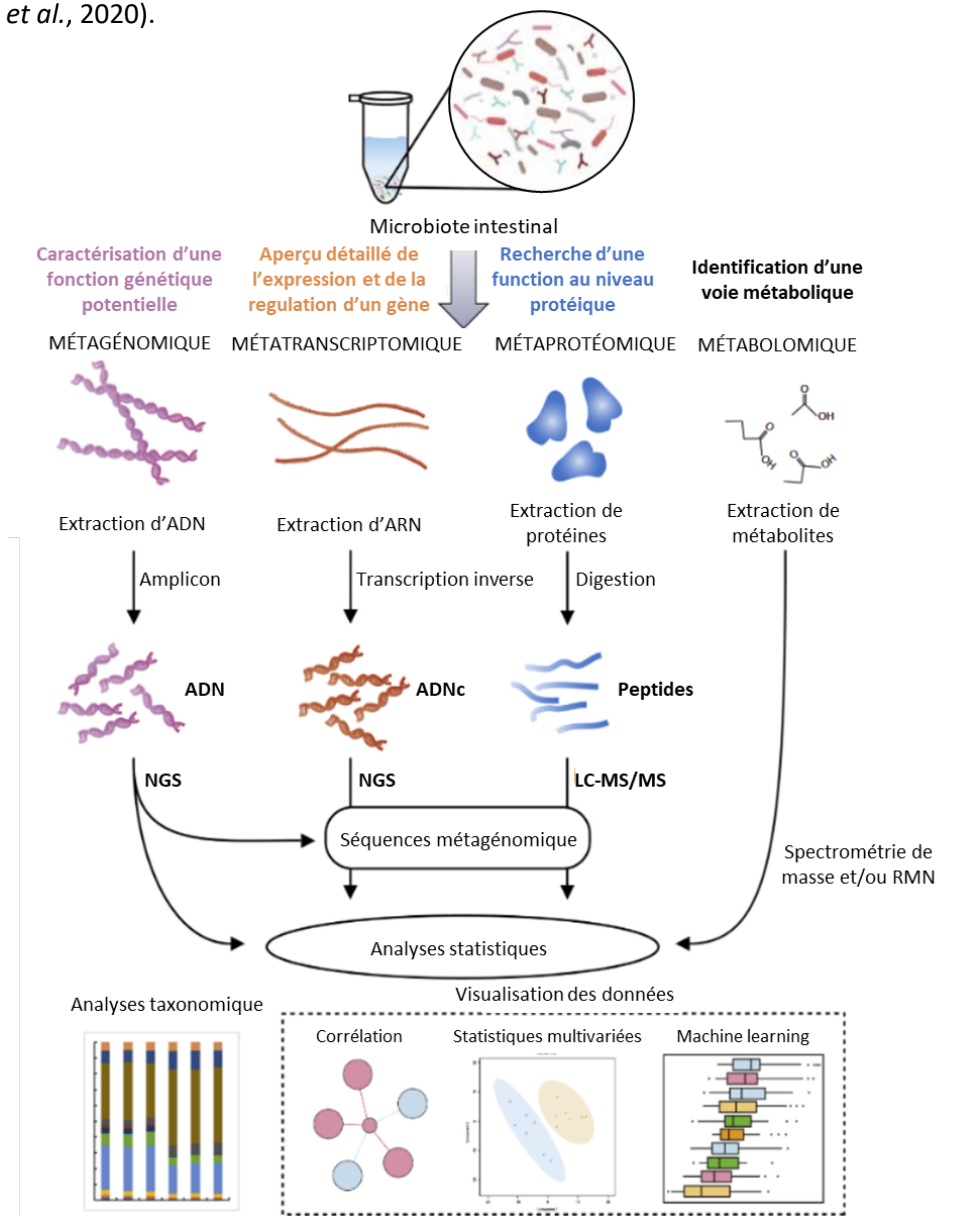 et al., 2020).
Microbiote intestinal
Caractérisation d'une
fonction génétique
potentielle
Aperçu détaillé de
l'expression et de la
regulation d'un gène
Recherche d'une
function au niveau
protéique
Identification d'une
voie métabolique
MÉTAGÉNOMIQUE
MÉTATRANSCRIPTOMIQUE
MÉTAPROTÉOMIQUE
MÉTABOLOMIQUE
O
OH
O
OH
O
OH
Extraction d'ADN
Extraction d'ARN
Extraction de
protéines
Extraction de
métabolites
Amplicon
Transcription inverse
Digestion
ADN
ADNc
Peptides
NGS
NGS
LC-MS/MS
Séquences métagénomique
Spectrométrie de
masse et/ou RMN
Analyses statistiques
Analyses taxonomique
Visualisation des données
Corrélation
Statistiques multivariées
Machine learning